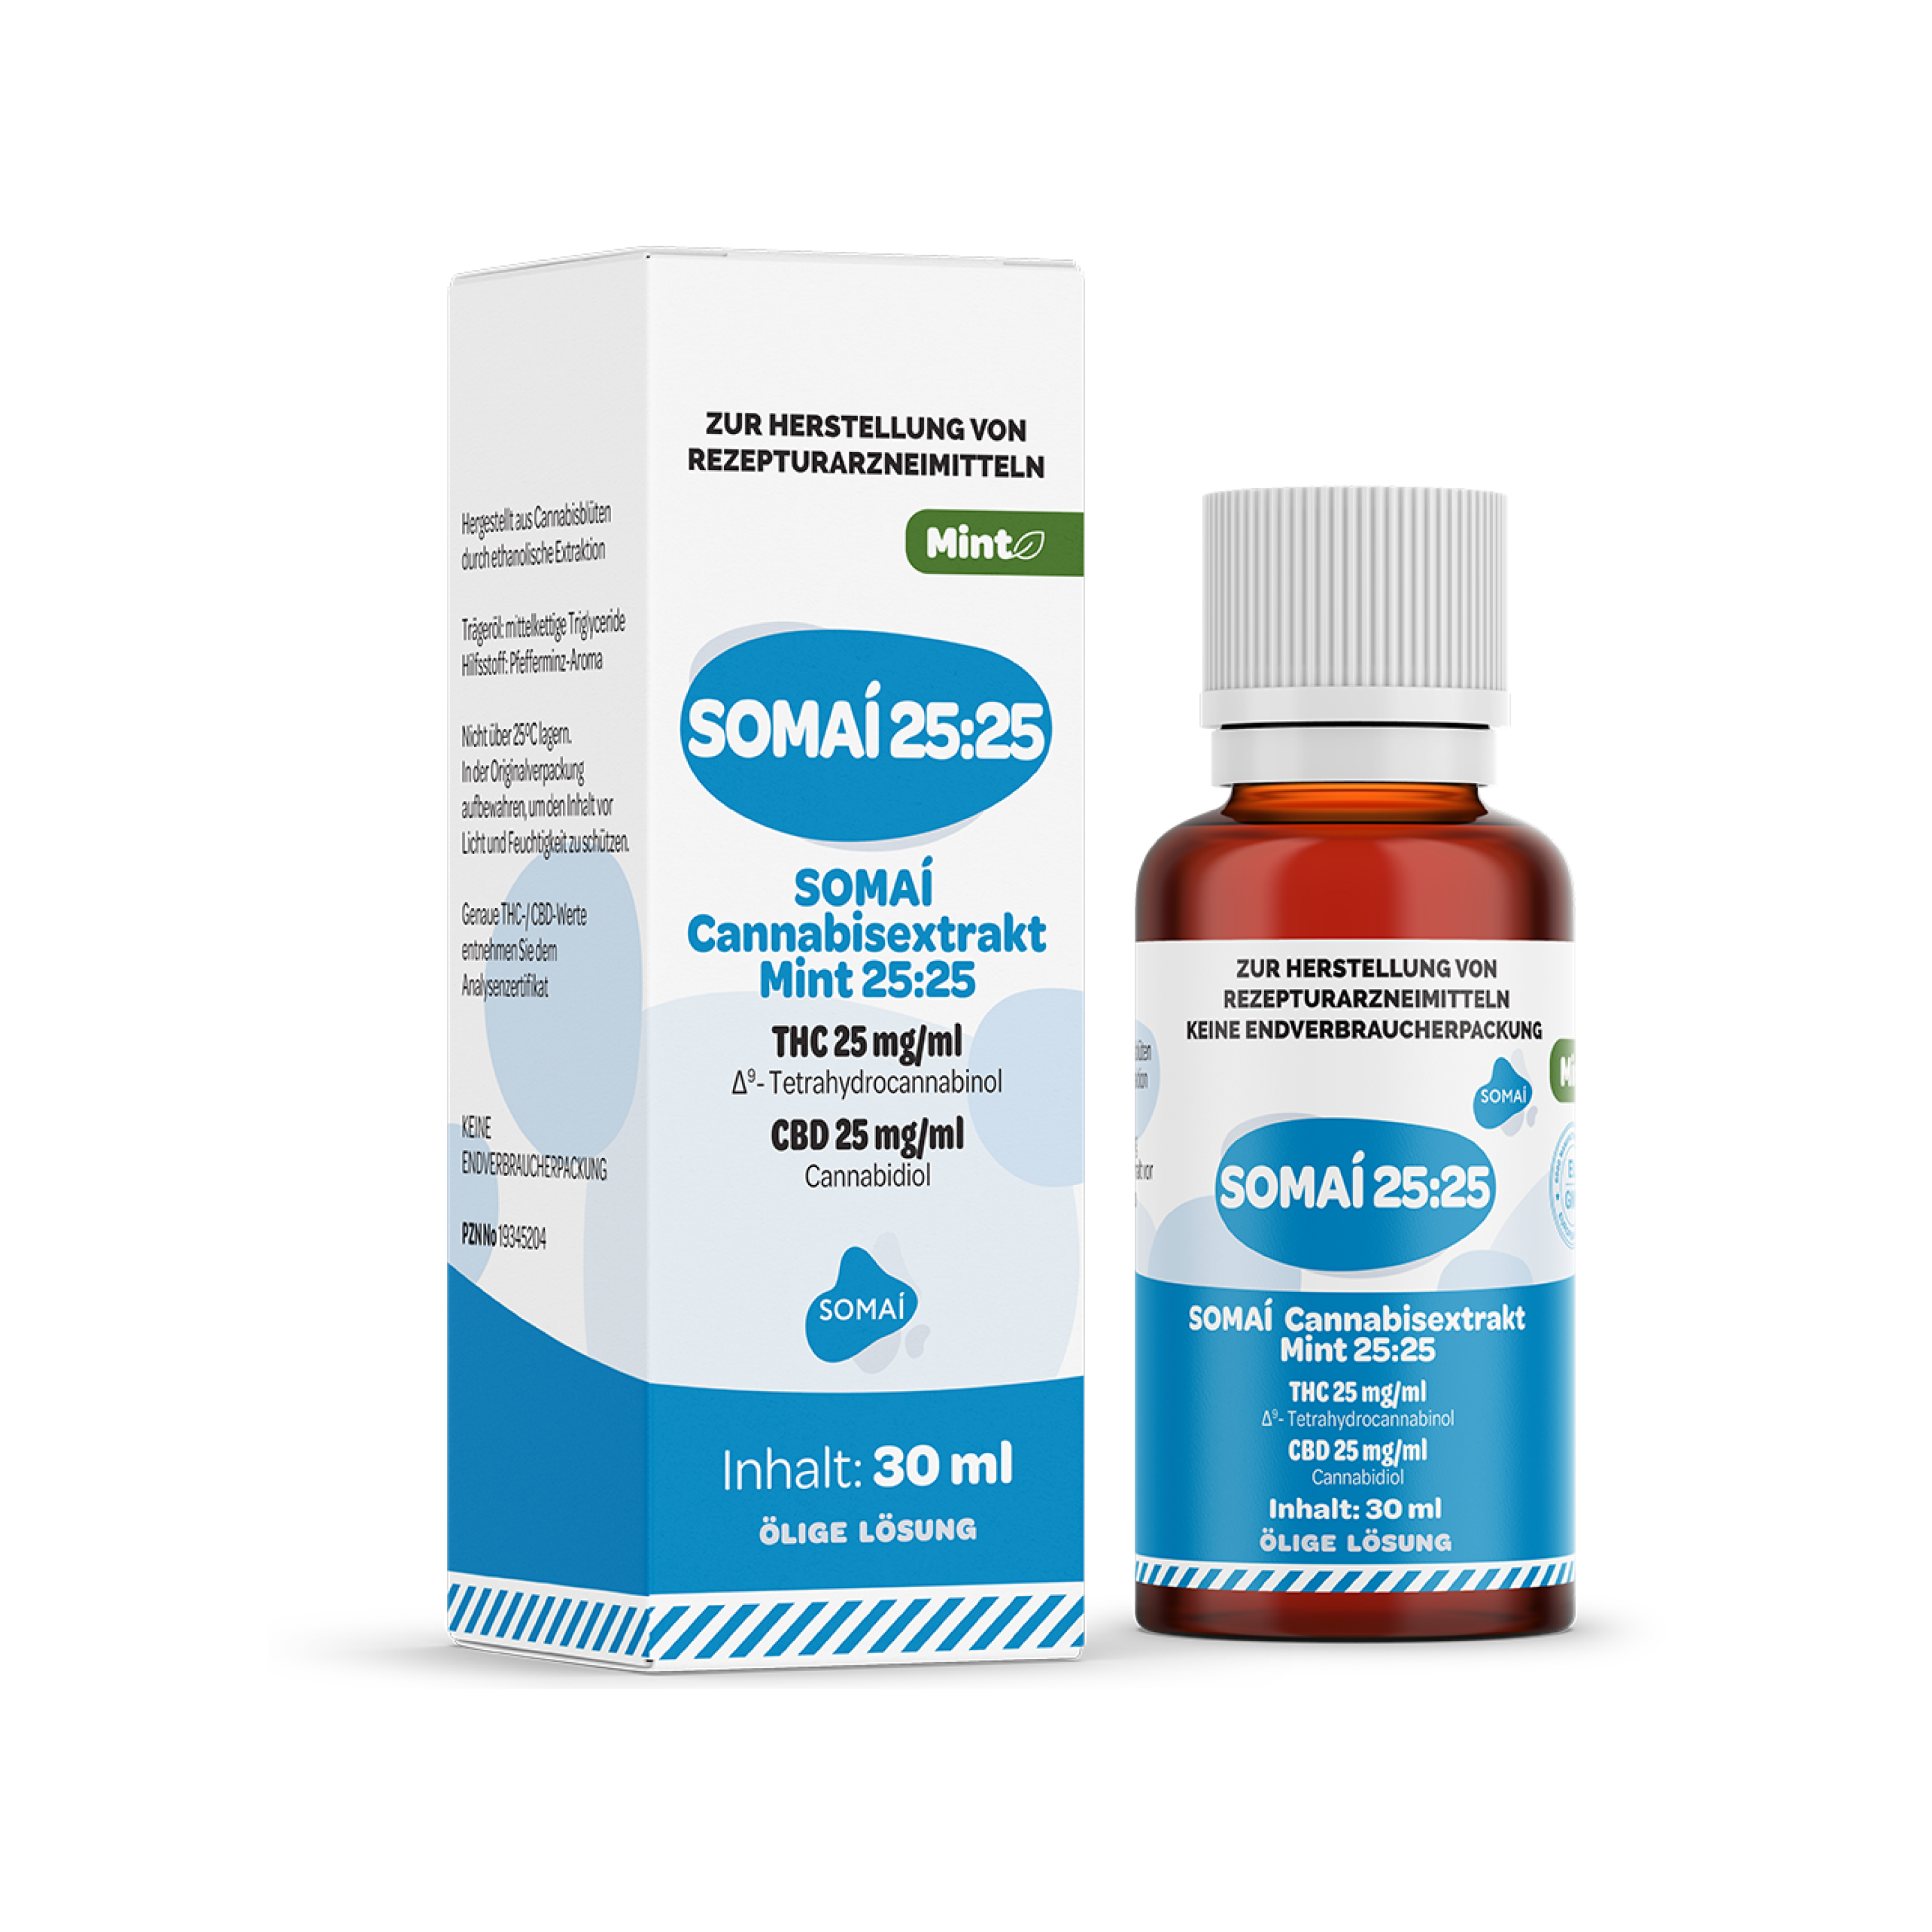 Hergestellt aus Cannabisblüten
durch ethanolische Extraktion
Trägeröl: mittelkettige Triglyceride
Hilfsstoff: Pfefferminz-Aroma
Nicht über 25ºC lagern.
In der Originalverpackung
aufbewahren, um den Inhalt vor
Licht und Feuchtigkeit zu schützen.
Genaue THC-/ CBD-Werte
entnehmen Sie dem
Analysenzertifikat
KEINE
ENDVERBRAUCHERPACKUNG
PZN No 19345204
ZUR HERSTELLUNG VON
REZEPTURARZNEIMITTELN
Mint
SOMAÍ 25:25
SOMAÍ
Cannabisextrakt
Mint 25:25
THC 25 mg/ml
Δ⁹- Tetrahydrocannabinol
CBD 25 mg/ml
Cannabidiol
SOMAÍ
Inhalt: 30 ml
ÖLIGE LÖSUNG
ZUR HERSTELLUNG VON
REZEPTURARZNEIMITTELN
KEINE ENDVERBRAUCHERPACKUNG
SOMAÍ
SOMAÍ 25:25
SOMAÍ Cannabisextrakt
Mint 25:25
THC 25 mg/ml
Δ⁹- Tetrahydrocannabinol
CBD 25 mg/ml
Cannabidiol
Inhalt: 30 ml
ÖLIGE LÖSUNG